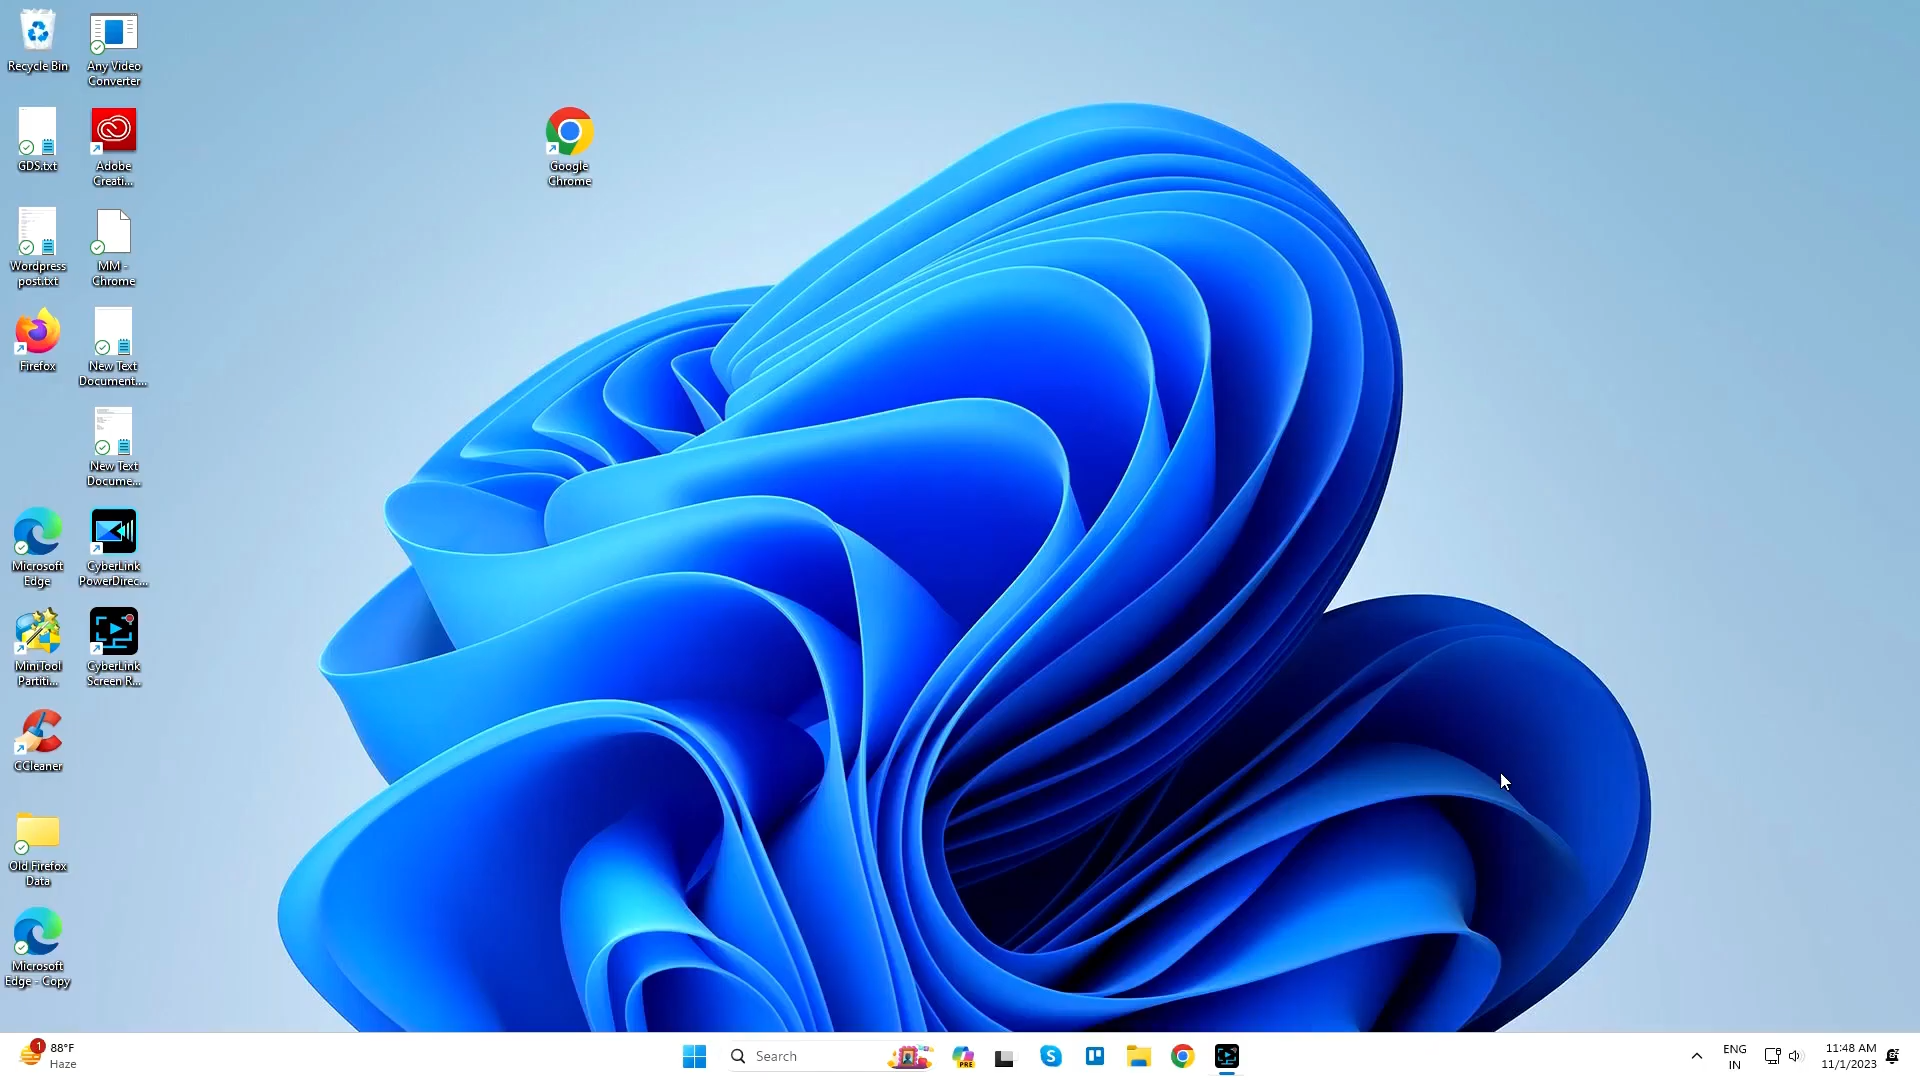 Recycle Bin
Any Video
Converter
GDS.txt
Adobe
Creati...
Google
Chrome
Wordpress
post.txt
MM -
Chrome
Firefox
New Text
Document....
New Text
Docume...
Microsoft
Edge
CyberLink
PowerDirec...
MiniTool
Partiti...
CyberLink
Screen R...
CCleaner
Old Firefox
Data
Microsoft
Edge - Copy
1
88°F
Haze
Search
PRE
ENG
IN
11:48 AM
11/1/2023